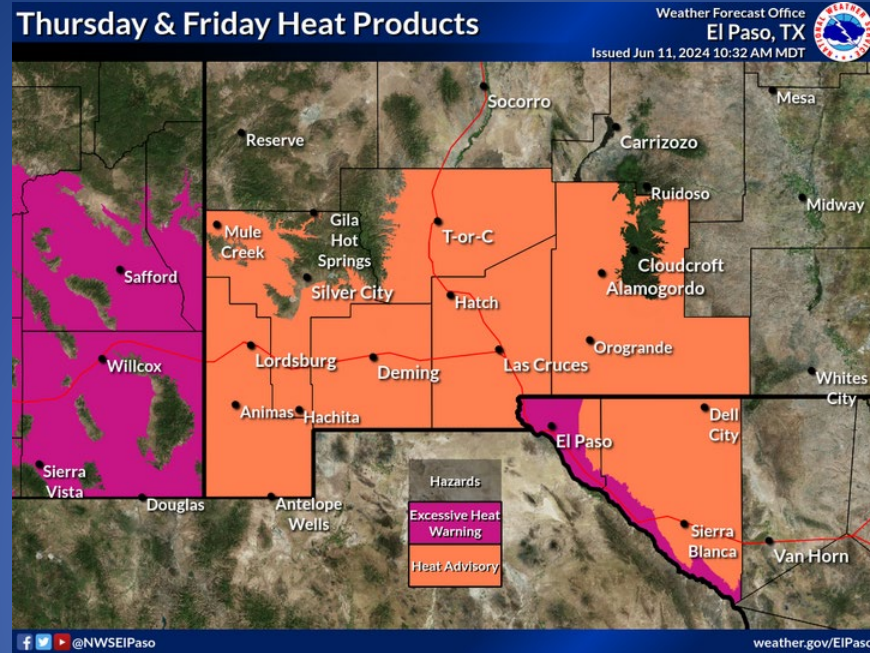 Thursday & Friday Heat Products
Weather Forecast Office
El Paso, TX
Issued Jun 11, 2024 10:32 AM MDT
NATIONAL WEATHER SERVICE
Socorro
Mesa
Reserve
Carrizozo
Ruidoso
Midway
Mule
Creek
Gila
Hot
Springs
T-or-C
Safford
Cloudcroft
Silver City
Alamogordo
Hatch
Orogrande
Willcox
Lordsburg
Deming
Las Cruces
Whites
City
Animas
Hachita
Dell
City
El Paso
Sierra
Vista
Douglas
Antelope
Wells
Hazards
Excessive Heat
Warning
Heat Advisory
Sierra
Blanca
Van Horn
@NWSElPaso
weather.gov/ElPaso